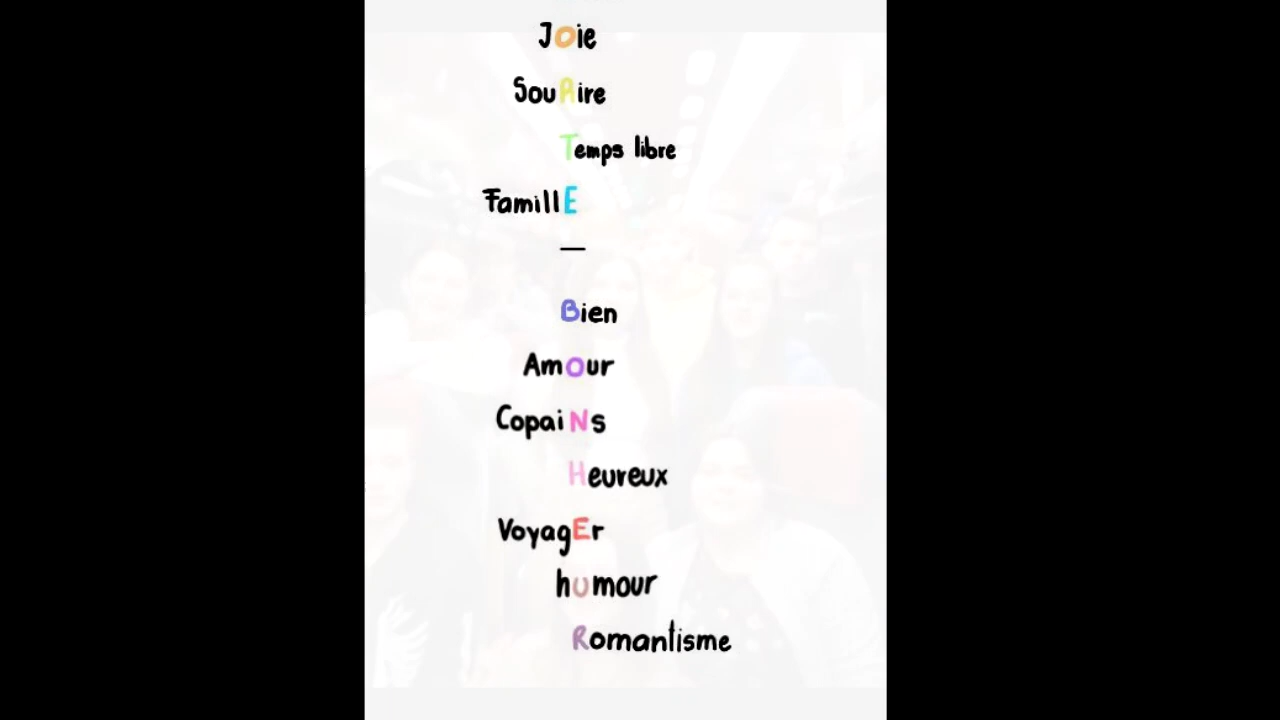 JOie
SouRire
Temps libre
FamillE
—
Bien
AmOur
CopaiNs
Heureux
VoyagEr
hUmour
Romantisme